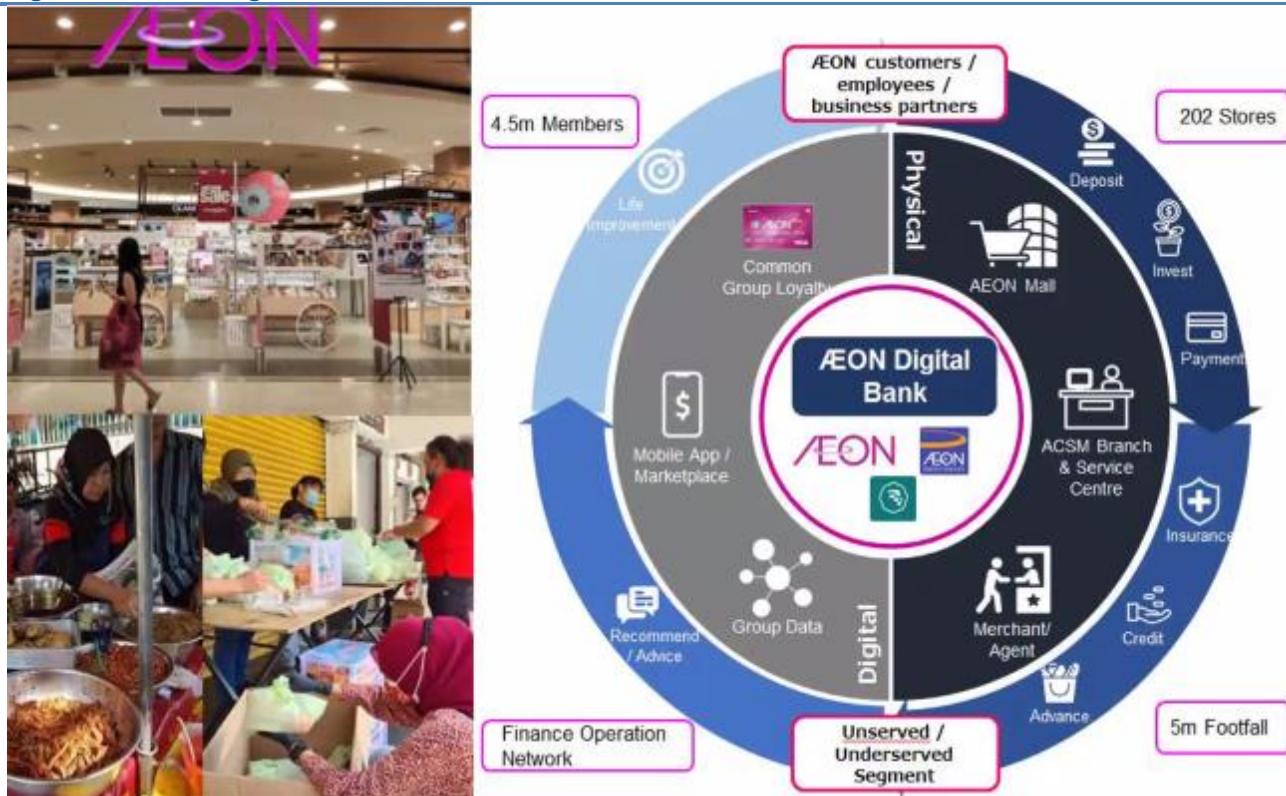 ÆON
sale
4.5m Members
ÆON customers /
employees /
business partners
202 Stores
Life
Improvement
Deposit
Invest
Payment
Insurance
Credit
Advance
Recommend
/ Advice
Physical
Digital
ÆON
Common
Group Loyalty
AEON Mall
Mobile App /
Marketplace
ACSM Branch
& Service
Centre
Group Data
Merchant/
Agent
ÆON Digital
Bank
ÆON
ÆON
Finance Operation
Network
Unserved /
Underserved
Segment
5m Footfall